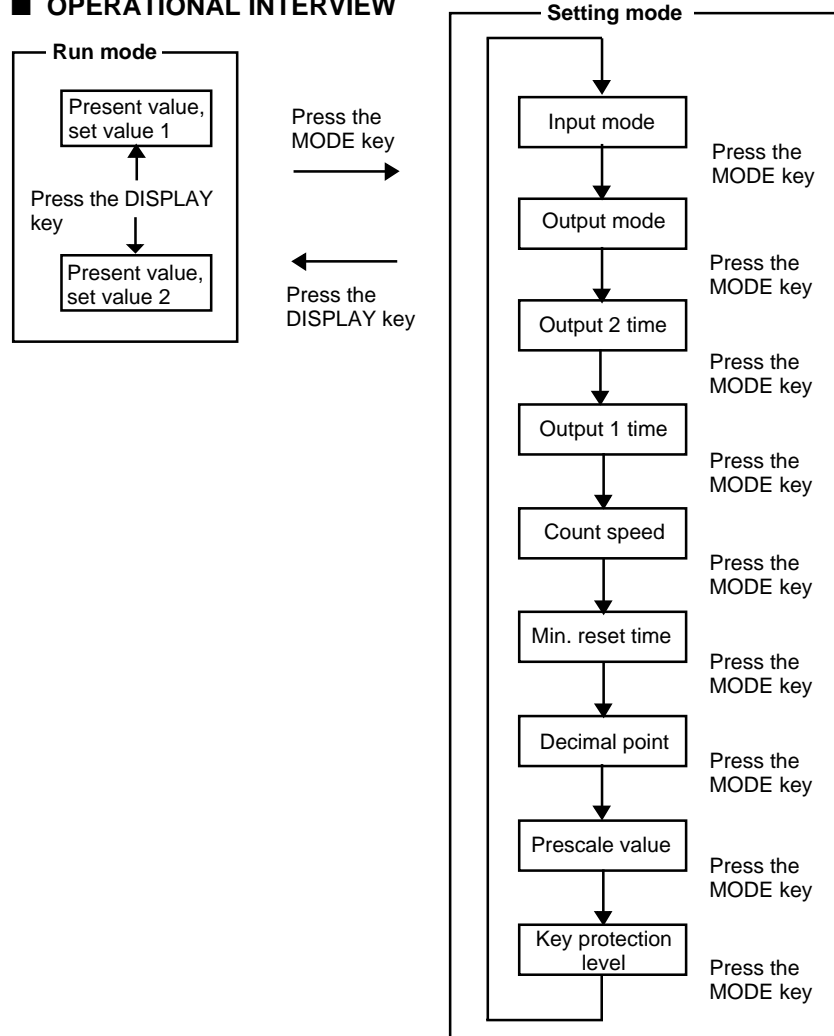 ■ OPERATIONAL INTERVIEW
Run mode
Present value,
set value 1
Press the DISPLAY
key
Present value,
set value 2
Press the
MODE key
Press the
DISPLAY key
Setting mode
Input mode
Press the
MODE key
Output mode
Press the
MODE key
Output 2 time
Press the
MODE key
Output 1 time
Press the
MODE key
Count speed
Press the
MODE key
Min. reset time
Press the
MODE key
Decimal point
Press the
MODE key
Prescale value
Press the
MODE key
Key protection
level
Press the
MODE key